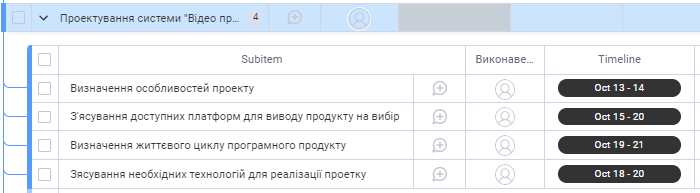 Проектування системи "Відео пр... 4
Subitem Виконаве... Timeline
Визначення особливостей проекту Oct 13 - 14
З'ясування доступних платформ для виводу продукту на вибір Oct 15 - 20
Визначення життєвого циклу програмного продукту Oct 19 - 21
Зясування необхідних технологій для реалізації проетку Oct 18 - 20